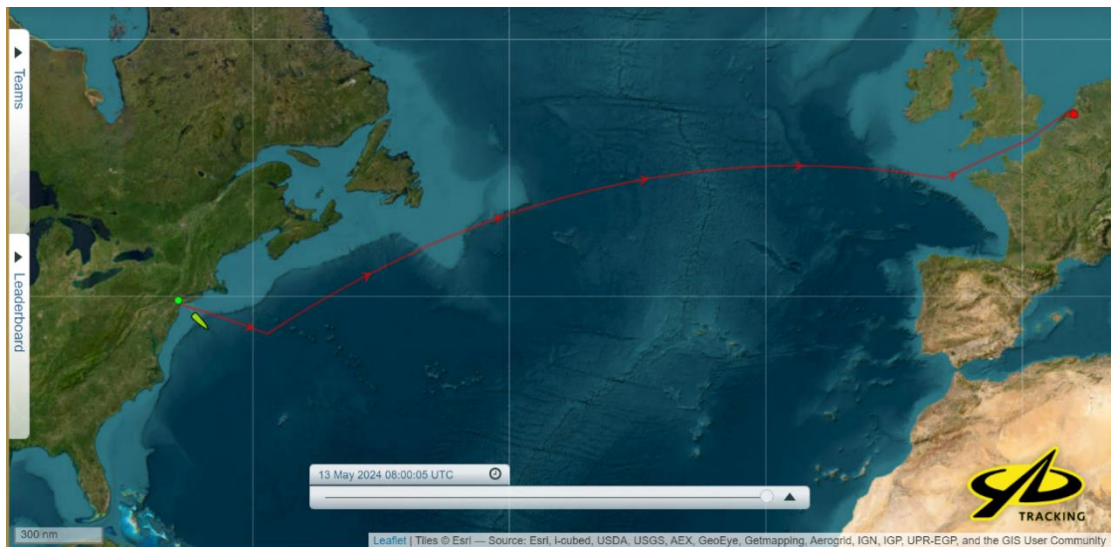 Teams
Leaderboard
13 May 2024 08:00:05 UTC
300 nm
TRACKING
Leaflet | Tiles © Esri — Source: Esri, i-cubed, USDA, USGS, AEX, GeoEye, Getmapping, Aerogrid, IGN, IGP, UPR-EGP, and the GIS User Community